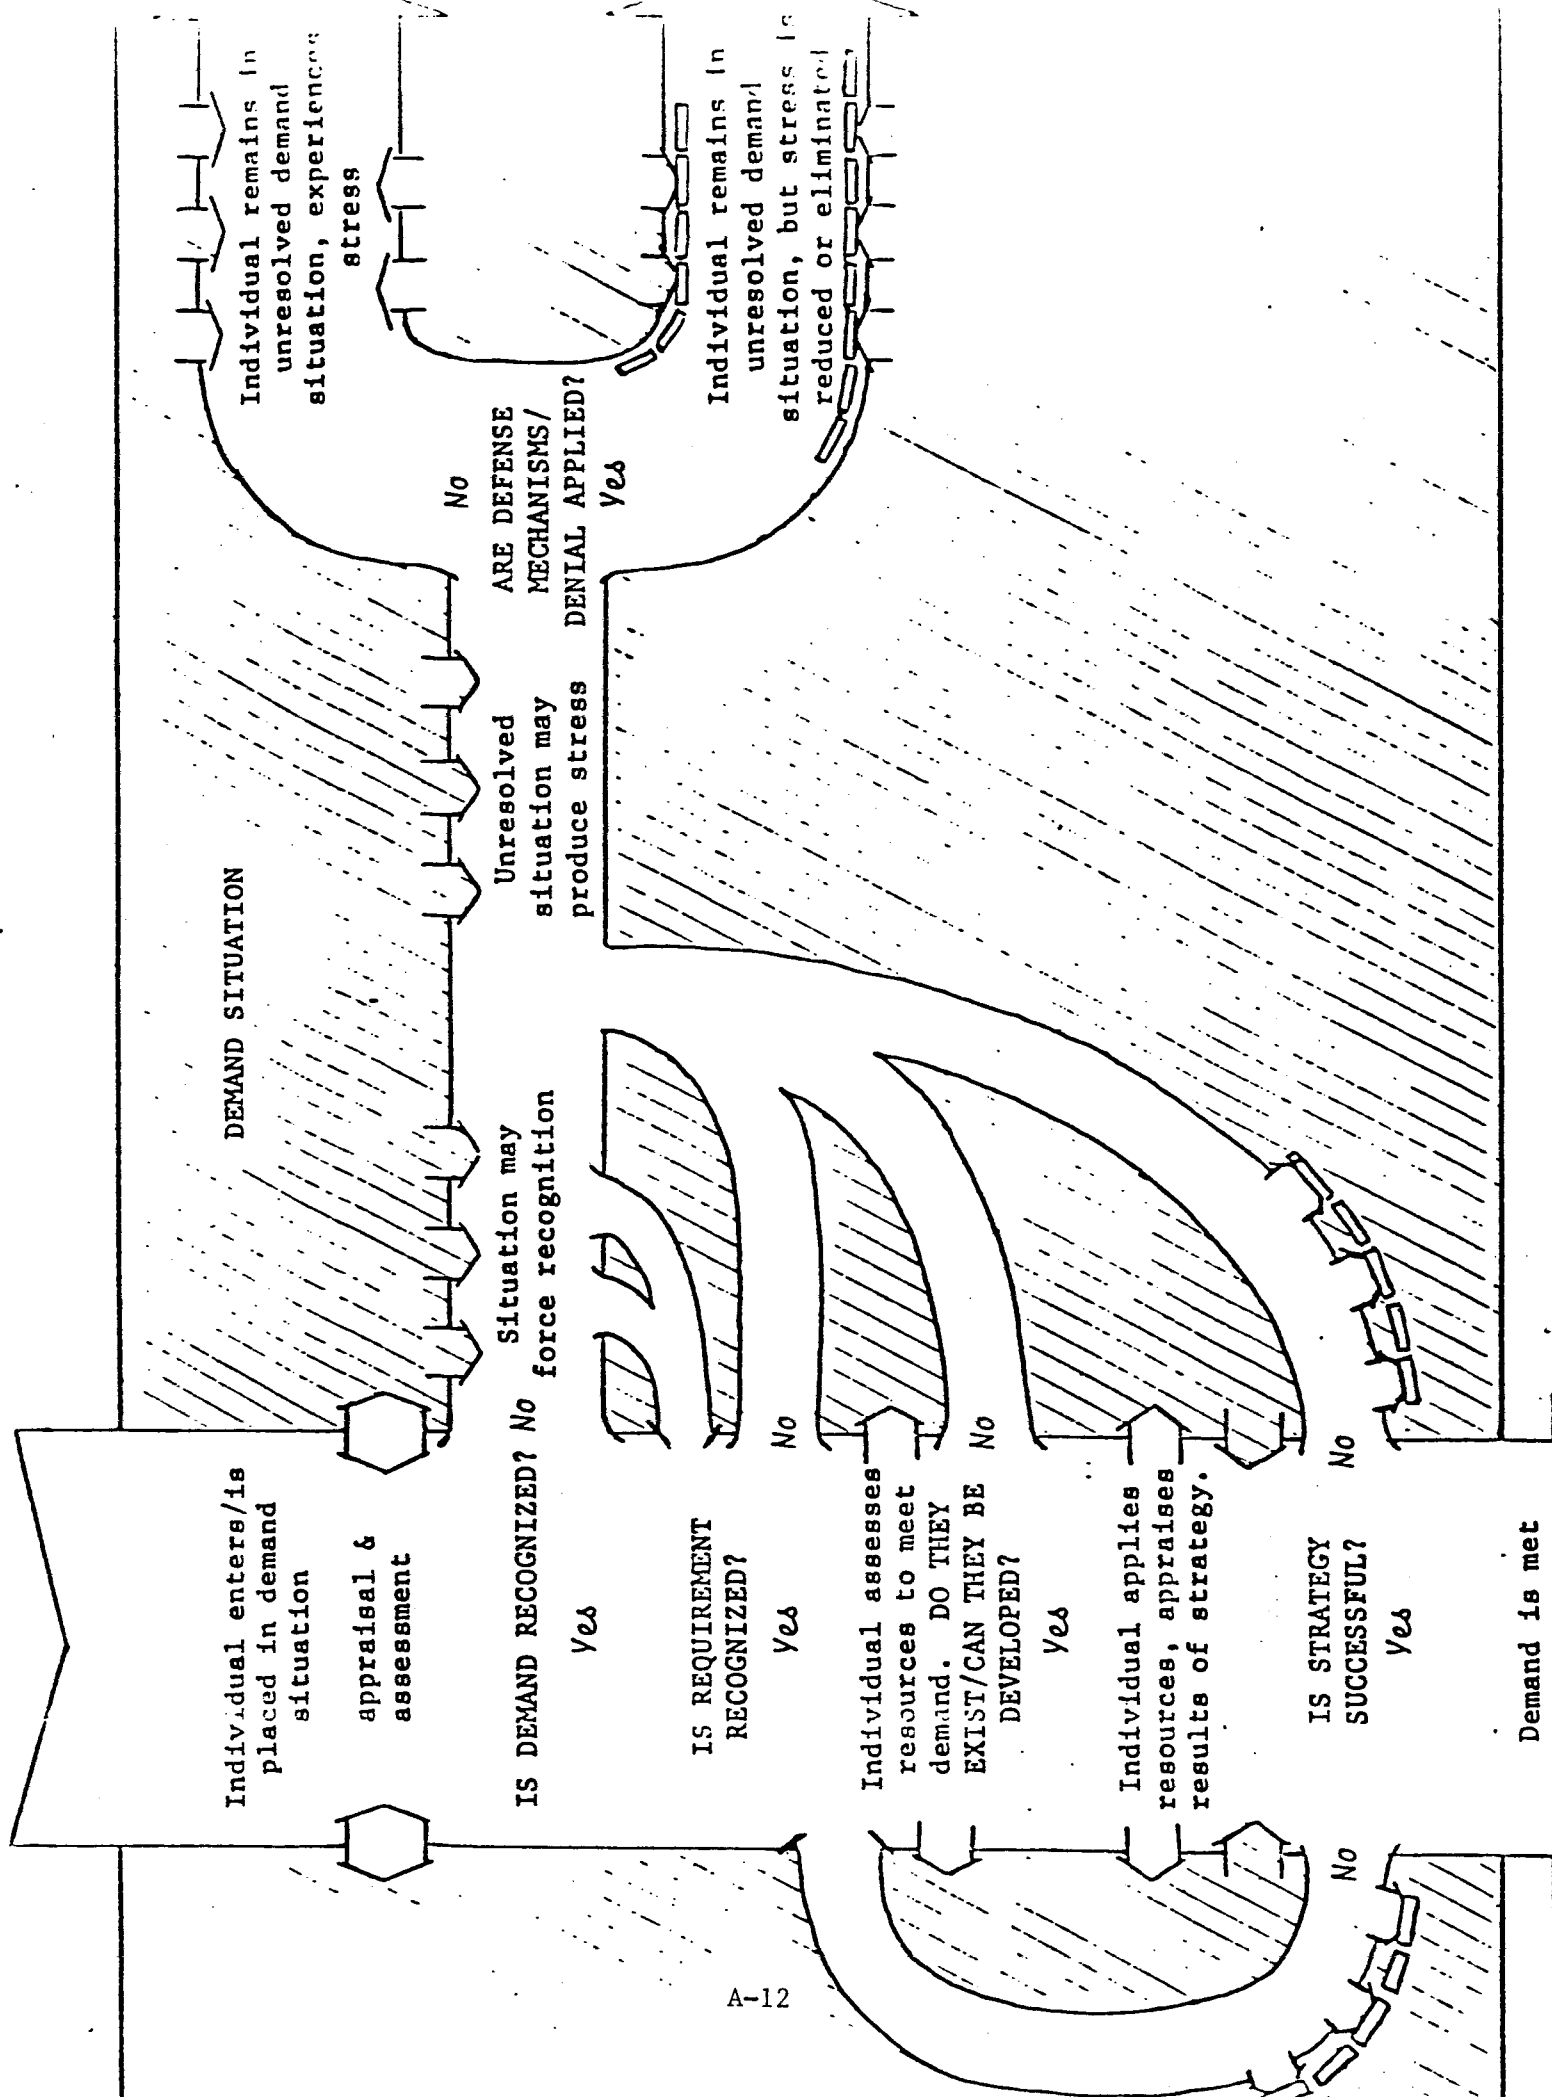 DEMAND SITUATION
Individual enters/is
placed in demand
situation
appraisal &
assessment
IS DEMAND RECOGNIZED? No
Yes
Situation may
force recognition
Unresolved
situation may
produce stress
No
ARE DEFENSE
MECHANISMS/
DENIAL APPLIED?
Yes
Individual remains in
unresolved demand
situation, experiences
stress
Individual remains in
unresolved demand
situation, but stress is
reduced or eliminated
IS REQUIREMENT
RECOGNIZED?
No
Yes
Individual assesses
resources to meet
demand. DO THEY
EXIST/CAN THEY BE
DEVELOPED?
No
Yes
Individual applies
resources, appraises
results of strategy.
No
IS STRATEGY
SUCCESSFUL?
Yes
No
Demand is met
A-12